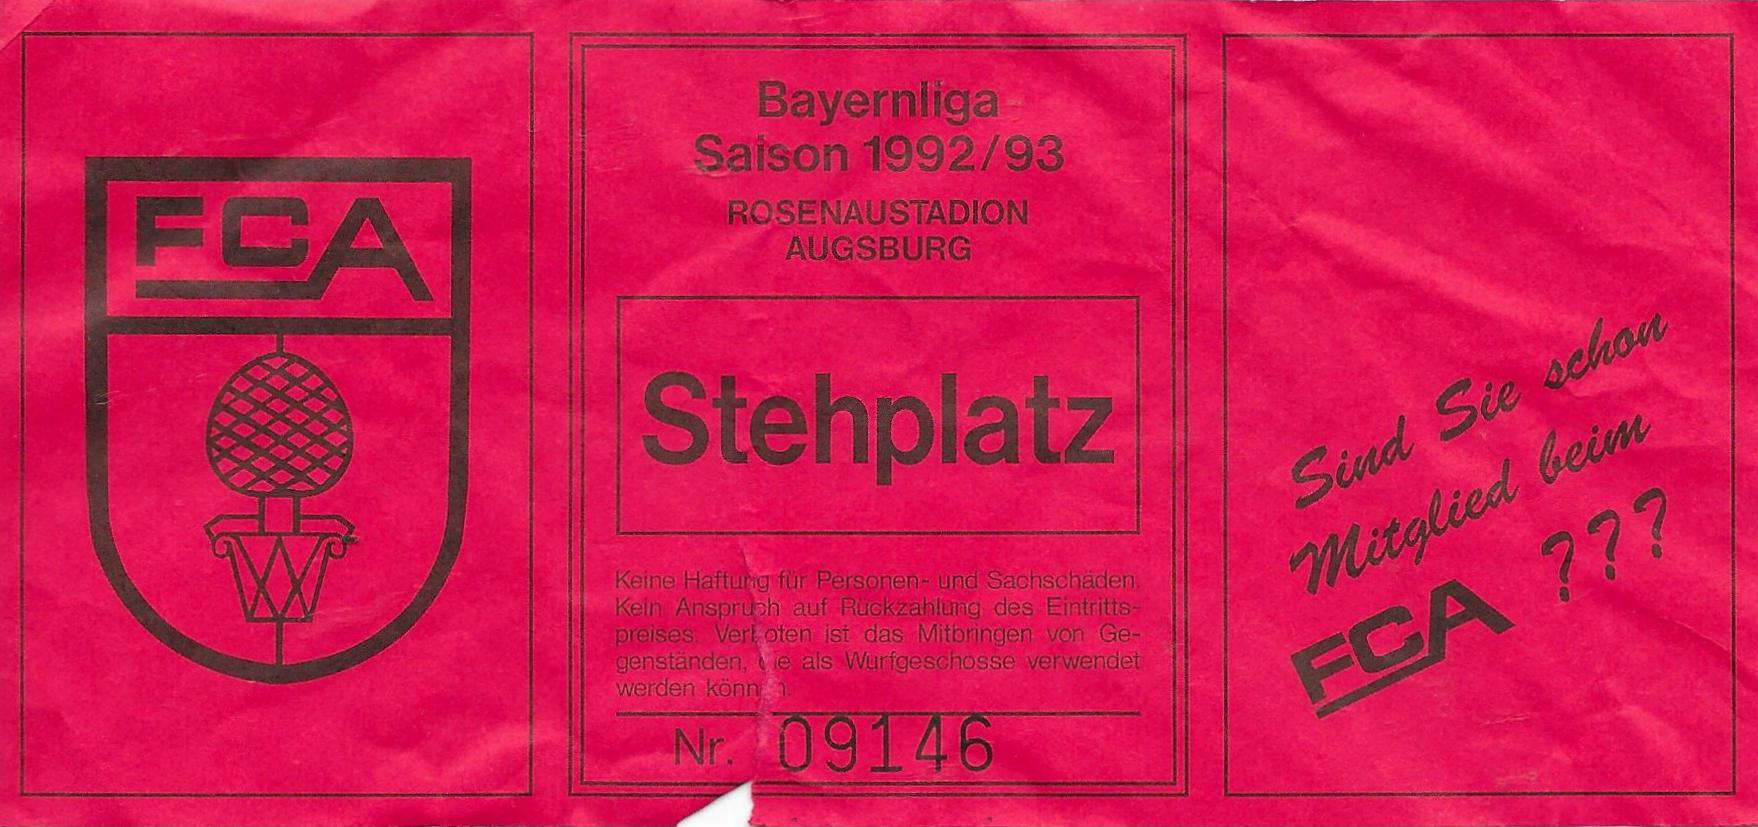 FCA
Bayernliga
Saison 1992/93
ROSENAUSTADION
AUGSBURG
Stehplatz
Keine Haftung für Personen- und Sachschäden.
Kein Anspruch auf Rückzahlung des Eintritts-
preises. Verboten ist das Mitbringen von Ge-
genständen, die als Wurfgeschosse verwendet
werden können.
Nr. 09146
Sind Sie schon
Mitglied beim
FCA ???